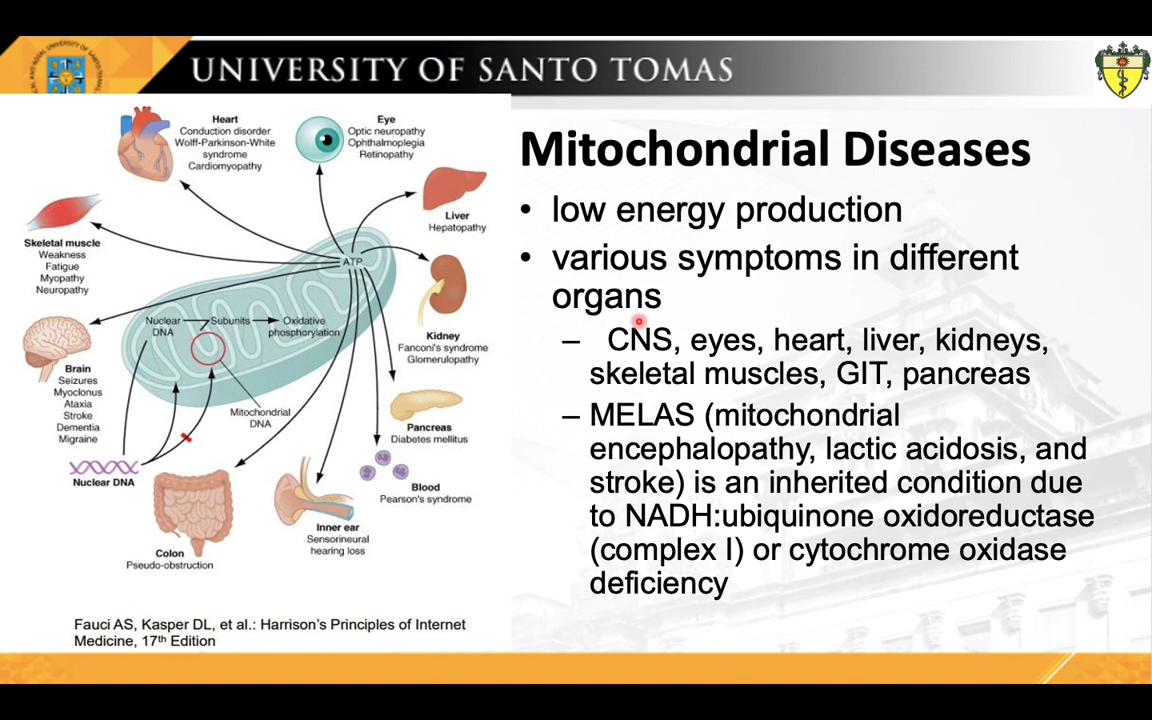 UNIVERSITY OF SANTO TOMAS
Heart
Conduction disorder
Wolff-Parkinson-White
syndrome
Cardiomyopathy
Eye
Optic neuropathy
Ophthalmoplegia
Retinopathy
Liver
Hepatopathy
Skeletal muscle
Weakness
Fatigue
Myopathy
Neuropathy
ATP
Nuclear
DNA
Subunits
Oxidative
phosphorylation
Kidney
Fanconi's syndrome
Glomerulopathy
Brain
Seizures
Myoclonus
Ataxia
Stroke
Dementia
Migraine
Mitochondrial
DNA
Pancreas
Diabetes mellitus
Nuclear DNA
Blood
Pearson's syndrome
Inner ear
Sensorineural
hearing loss
Colon
Pseudo-obstruction
Fauci AS, Kasper DL, et al.: Harrison's Principles of Internet
Medicine, 17th Edition
Mitochondrial Diseases
• low energy production
• various symptoms in different
organs
– CNS, eyes, heart, liver, kidneys,
skeletal muscles, GIT, pancreas
– MELAS (mitochondrial
encephalopathy, lactic acidosis, and
stroke) is an inherited condition due
to NADH:ubiquinone oxidoreductase
(complex I) or cytochrome oxidase
deficiency